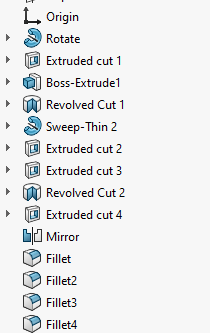 Origin
Rotate
Extruded cut 1
Boss-Extrude1
Revolved Cut 1
Sweep-Thin 2
Extruded cut 2
Extruded cut 3
Revolved Cut 2
Extruded cut 4
Mirror
Fillet
Fillet2
Fillet3
Fillet4